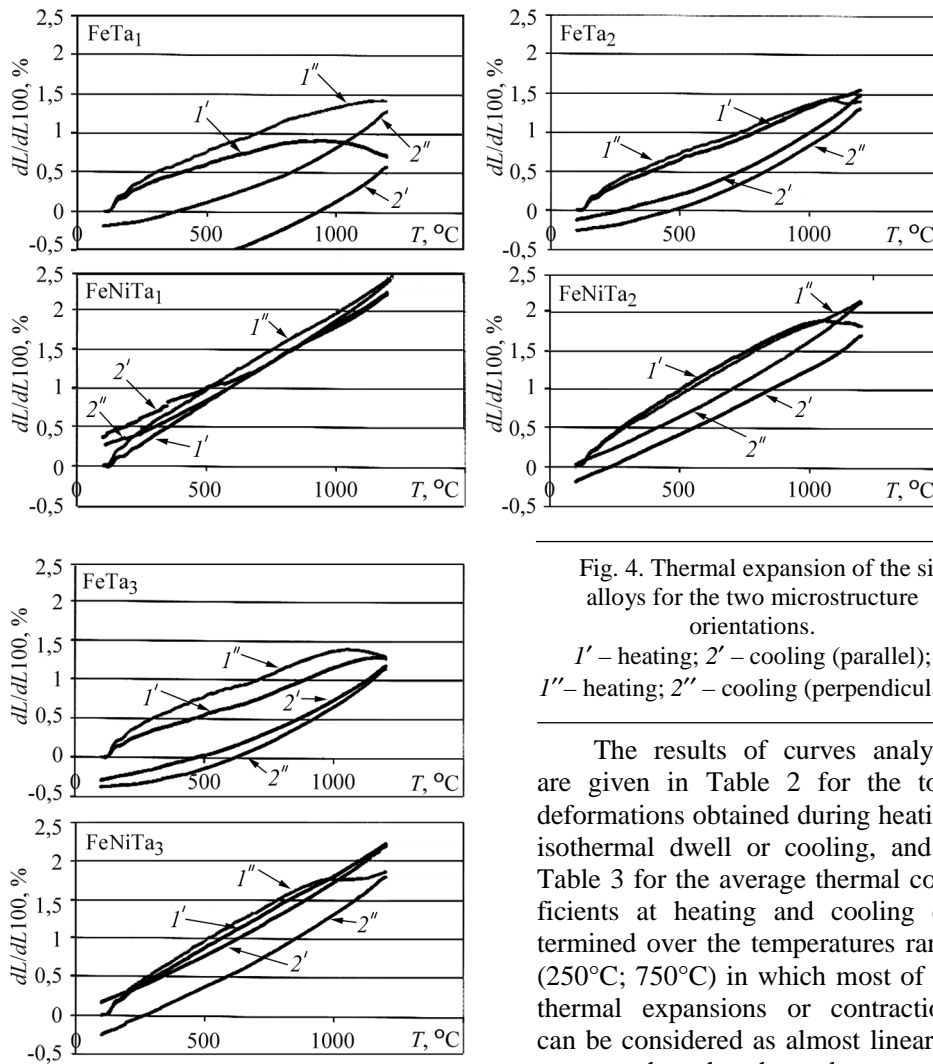 FeTa1
dL/dL100, %
2,5
2
1,5
1
0,5
0
-0,5
1′
1″
2″
2′
500
1000
T, °C
FeTa2
dL/dL100, %
2,5
2
1,5
1
0,5
0
-0,5
1″
1′
2′
2″
500
1000
T, °C
FeNiTa1
dL/dL100, %
2,5
2
1,5
1
0,5
0
-0,5
2′
2″
1′
1″
0
500
1000
T, °C
FeNiTa2
dL/dL100, %
2,5
2
1,5
1
0,5
0
-0,5
1′
1″
2″
2′
0
500
1000
T, °C
FeTa3
dL/dL100, %
2,5
2
1,5
1
0,5
0
-0,5
1′
1″
2′
2″
0
500
1000
T, °C
FeNiTa3
dL/dL100, %
2,5
2
1,5
1
0,5
0
-0,5
1′
1″
2′
2″
Fig. 4. Thermal expansion of the si
alloys for the two microstructure
orientations.
1′ – heating; 2′ – cooling (parallel);
1″– heating; 2″ – cooling (perpendicula
The results of curves analy
are given in Table 2 for the to
deformations obtained during heati
isothermal dwell or cooling, and
Table 3 for the average thermal co
ficients at heating and cooling
termined over the temperatures ran
(250°C; 750°C) in which most of
thermal expansions or contractio
can be considered as almost linear